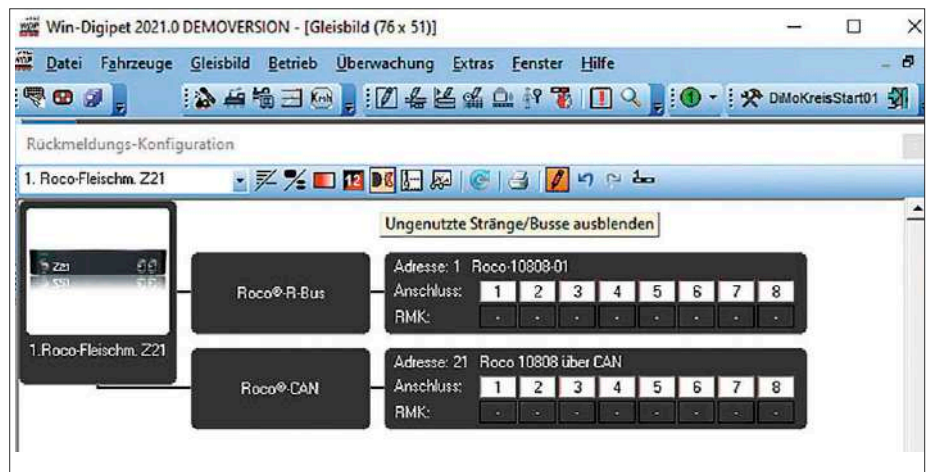 Win-Digipet 2021.0 DEMOVERSION - [Gleisbild (76 x 51)]
Datei Fahrzeuge Gleisbild Betrieb Überwachung Extras Fenster Hilfe
DiMoKreisStart01
Rückmeldungs-Konfiguration
1. Roco-Fleischm. Z21
12
Ungenutzte Stränge/Busse ausblenden
Z21
1.Roco-Fleischm. Z21
Roco®-R-Bus
Adresse: 1 Roco-10808-01
Anschluss: 1 2 3 4 5 6 7 8
RMK: - - - - - - - -
Roco®-CAN
Adresse: 21 Roco 10808 über CAN
Anschluss: 1 2 3 4 5 6 7 8
RMK: - - - - - - - -